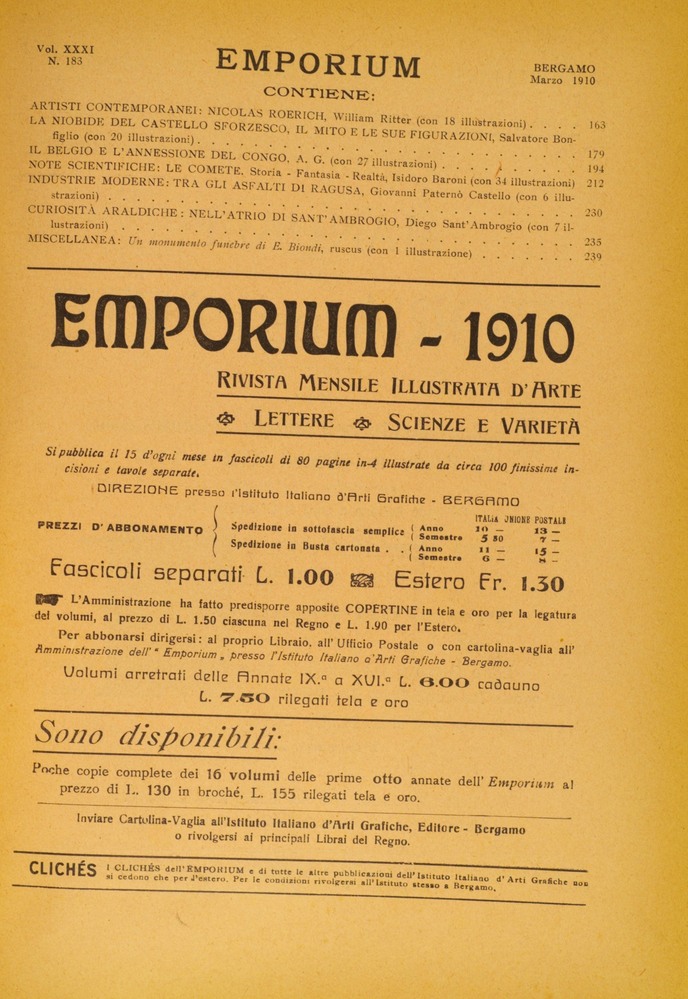 Vol. XXXI
N. 183
EMPORIUM
BERGAMO
Marzo 1910
CONTIENE:
ARTISTI CONTEMPORANEI: NICOLAS ROERICH, William Ritter (con 18 illustrazioni) . . . . 163
LA NIOBIDE DEL CASTELLO SFORZESCO, IL MITO E LE SUE FIGURAZIONI, Salvatore Bon-
figlio (con 20 illustrazioni) . . . . . . . . . . . . . . . . . . 179
IL BELGIO E L'ANNESSIONE DEL CONGO, A. G. (con 27 illustrazioni) . . . . . . . . 194
NOTE SCIENTIFICHE: LE COMETE. Storia - Fantasia - Realtà, Isidoro Baroni (con 34 illustrazioni) 212
INDUSTRIE MODERNE: TRA GLI ASFALTI DI RAGUSA, Giovanni Paternò Castello (con 6 illu-
strazioni) . . . . . . . . . . . . . . . . . . . . . . 230
CURIOSITÀ ARALDICHE: NELL'ATRIO DI SANT'AMBROGIO, Diego Sant'Ambrogio (con 7 il-
lustrazioni) . . . . . . . . . . . . . . . . . . . . . 235
MISCELLANEA: Un monumento funebre di E. Biondi, ruscus (con 1 illustrazione) . . . . . . . 239
EMPORIUM - 1910
RIVISTA MENSILE ILLUSTRATA D'ARTE
LETTERE SCIENZE E VARIETÀ
Si pubblica il 15 d'ogni mese in fascicoli di 80 pagine in-4 illustrate da circa 100 finissime in-
cisioni e tavole separate.
DIREZIONE presso l'Istituto Italiano d'Arti Grafiche - BERGAMO
ITALIA UNIONE POSTALE
PREZZI D'ABBONAMENTO { Spedizione in sottofascia semplice { Anno 10 — 13 —
{ Semestre 5 50 7 —
Spedizione in Busta cartonata . . { Anno 11 — 15 —
{ Semestre 6 — 8 —
Fascicoli separati L. 1.00 Estero Fr. 1.30
L'Amministrazione ha fatto predisporre apposite COPERTINE in tela e oro per la legatura
dei volumi, al prezzo di L. 1.50 ciascuna nel Regno e L. 1.90 per l'Estero.
Per abbonarsi dirigersi: al proprio Libraio, all'Ufficio Postale o con cartolina-vaglia all'
Amministrazione dell'" Emporium „ presso l'Istituto Italiano d'Arti Grafiche - Bergamo.
Volumi arretrati delle Annate IX.a a XVI.a L. 6.00 cadauno
L. 7.50 rilegati tela e oro
Sono disponibili:
Poche copie complete dei 16 volumi delle prime otto annate dell'Emporium al
prezzo di L. 130 in broché, L. 155 rilegati tela e oro.
Inviare Cartolina-Vaglia all'Istituto Italiano d'Arti Grafiche, Editore - Bergamo
o rivolgersi ai principali Librai del Regno.
CLICHÉS I CLICHÉS dell'EMPORIUM e di tutte le altre pubblicazioni dell'Istituto Italiano d'Arti Grafiche non
si cedono che per l'estero. Per le condizioni rivolgersi all'Istituto stesso a Bergamo.